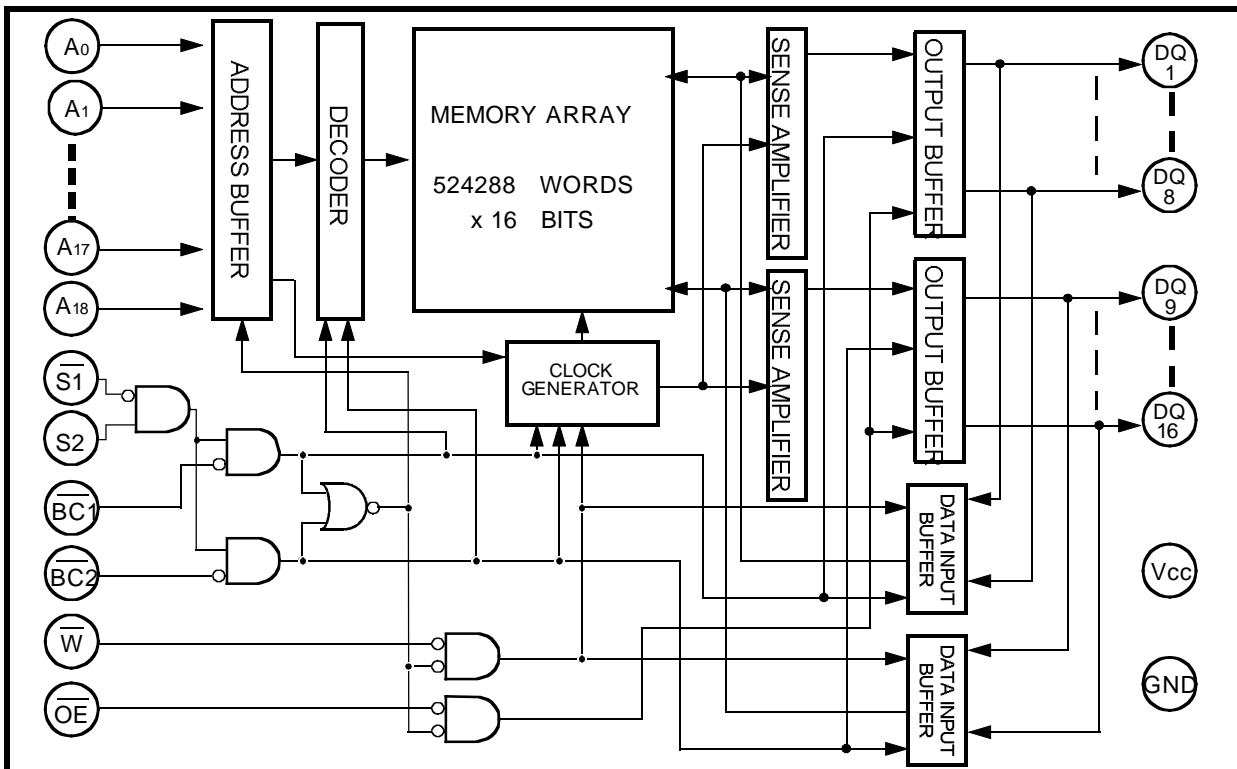 A0
A1
A17
A18
S1
S2
BC1
BC2
W
OE
ADDRESS BUFFER
DECODER
MEMORY ARRAY
524288 WORDS
x 16 BITS
CLOCK
GENERATOR
SENSE AMPLIFIER
SENSE AMPLIFIER
OUTPUT BUFFER
OUTPUT BUFFER
DATA INPUT
BUFFER
DATA INPUT
BUFFER
DQ
1
DQ
8
DQ
9
DQ
16
Vcc
GND